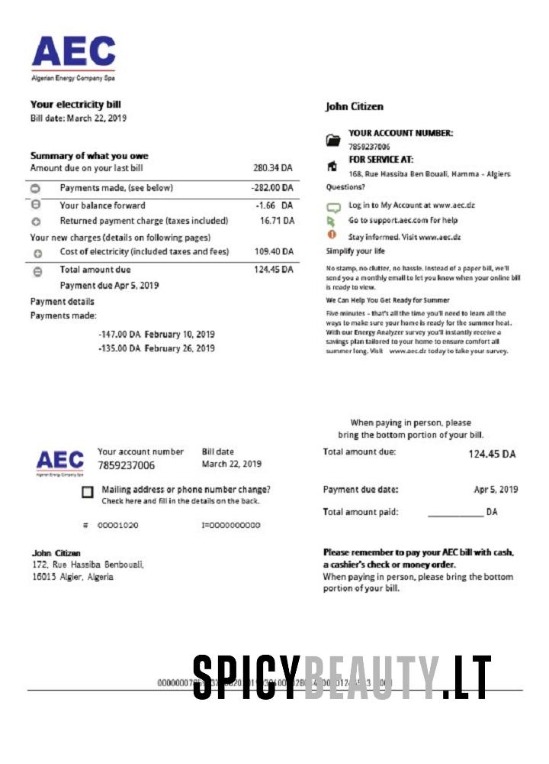 AEC
Algerian Energy Company Spa
Your electricity bill
Bill date: March 22, 2019
Summary of what you owe
Amount due on your last bill 280.34 DA
Payments made, (see below) -282.00 DA
Your balance forward -1.66 DA
Returned payment charge (taxes included) 16.71 DA
Your new charges (details on following pages)
Cost of electricity (included taxes and fees) 109.40 DA
Total amount due 124.45 DA
Payment due Apr 5, 2019
Payment details
Payments made:
-147.00 DA February 10, 2019
-135.00 DA February 26, 2019
John Citizen
YOUR ACCOUNT NUMBER:
7859237006
FOR SERVICE AT:
168, Rue Hassiba Ben Bouali, Hamma - Algiers
Questions?
Log in to My Account at www.aec.dz
Go to support.aec.com for help
Stay informed. Visit www.aec.dz
Simplify your life
No stamp, no clutter, no hassle. Instead of a paper bill, we'll
send you a monthly email to let you know when your online bill
is ready to view.
We Can Help You Get Ready for Summer
Five minutes - that's all the time you'll need to learn all the
ways to make sure your home is ready for the summer heat.
With our Energy Analyzer survey you'll instantly receive a
savings plan tailored to your home to ensure comfort all
summer long. Visit www.aec.dz today to take your survey.
When paying in person, please
bring the bottom portion of your bill.
AEC
Algerian Energy Company Spa
Your account number Bill date
7859237006 March 22, 2019
Mailing address or phone number change?
Check here and fill in the details on the back.
# 00001020 I=0000000000
Total amount due: 124.45 DA
Payment due date: Apr 5, 2019
Total amount paid: ____________ DA
John Citizen
172, Rue Hassiba Benbouali,
16015 Algier, Algeria
Please remember to pay your AEC bill with cash,
a cashier's check or money order.
When paying in person, please bring the bottom
portion of your bill.
SPICYBEAUTY.LT